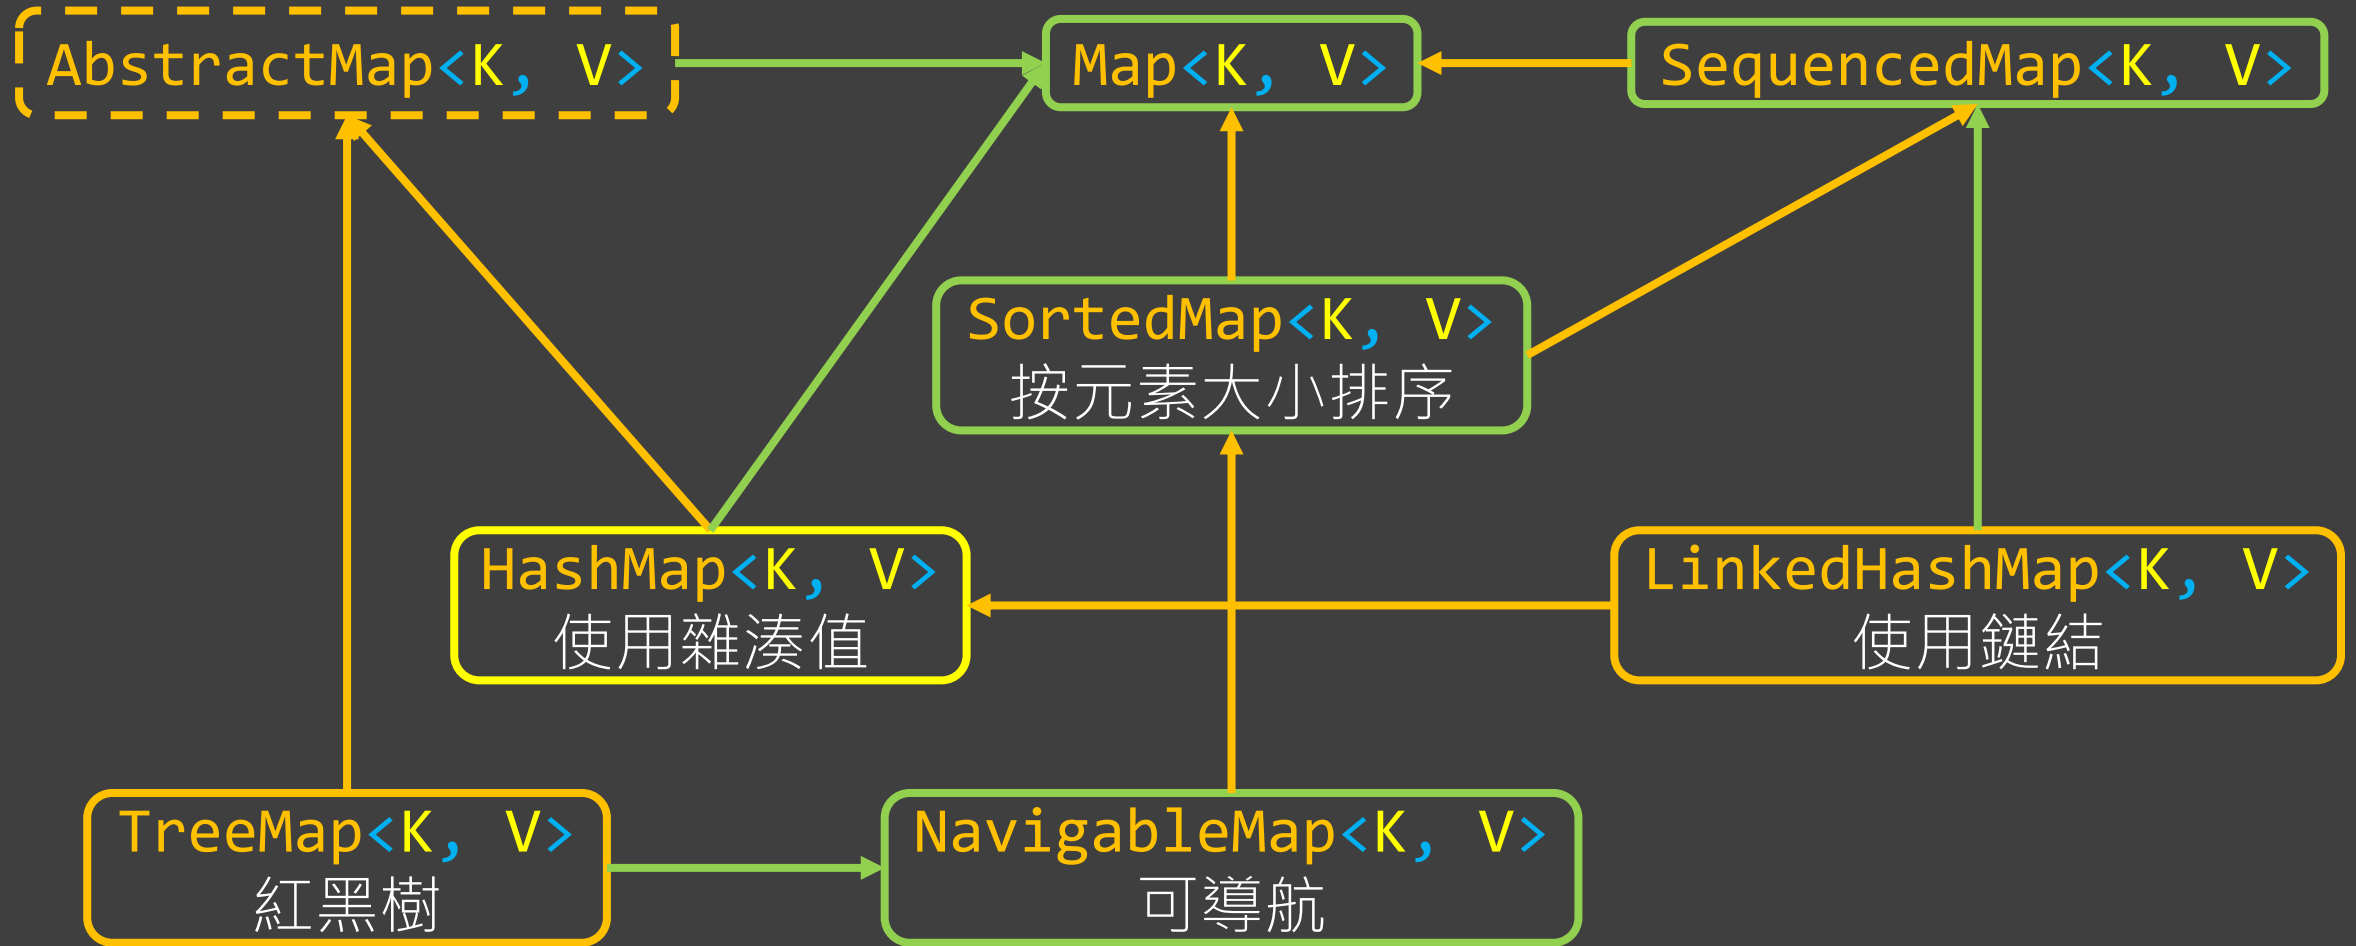 AbstractMap<K, V>
Map<K, V>
SequencedMap<K, V>
SortedMap<K, V>
按元素大小排序
HashMap<K, V>
使用雜湊值
LinkedHashMap<K, V>
使用鏈結
TreeMap<K, V>
紅黑樹
NavigableMap<K, V>
可導航